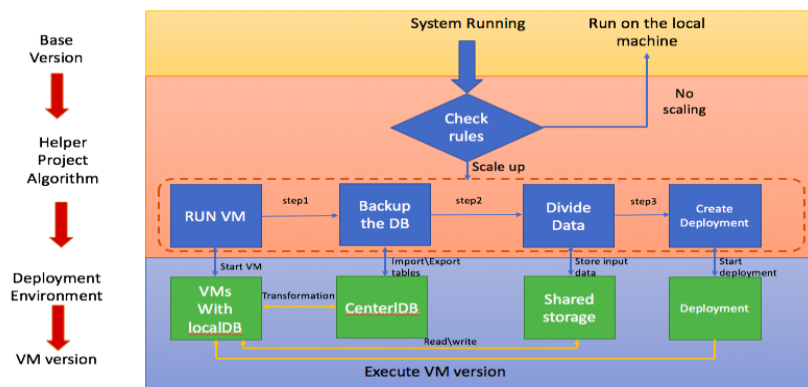 Base
Version
Helper
Project
Algorithm
Deployment
Environment
VM version
System Running
Run on the local
machine
Check
rules
No
scaling
Scale up
RUN VM
step1
Backup
the DB
step2
Divide
Data
step3
Create
Deployment
Start VM
Import\Export
tables
Store input
data
Start
deployment
VMs
With
localDB
Transformation
CenterlDB
Shared
storage
Deployment
Read\write
Execute VM version